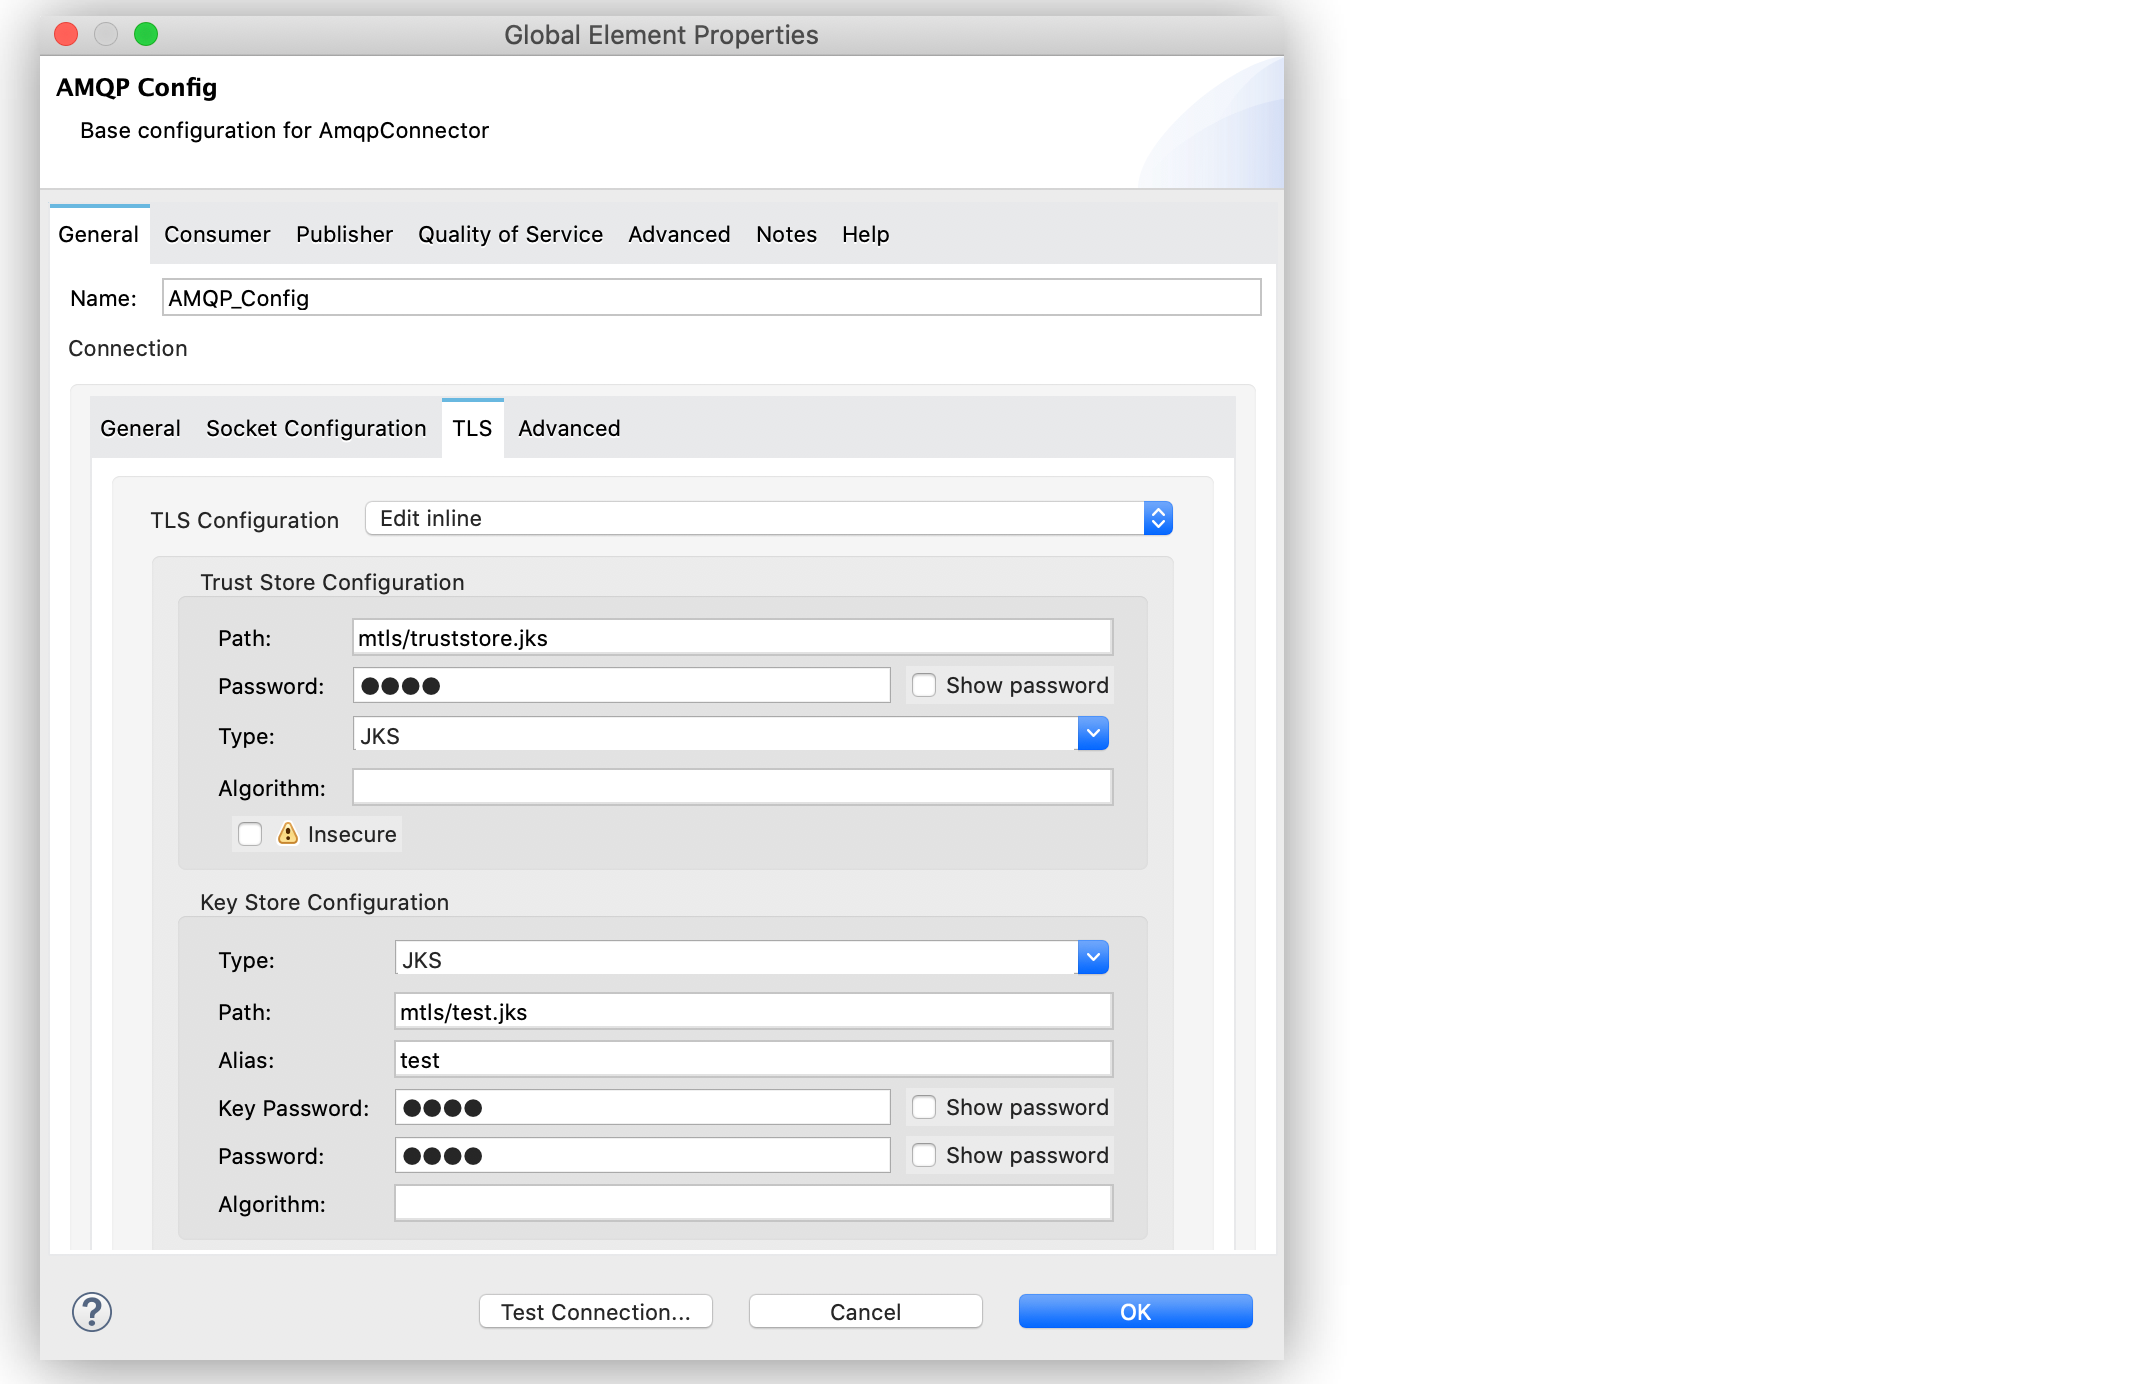 Global Element Properties
AMQP Config
Base configuration for AmqpConnector
General Consumer Publisher Quality of Service Advanced Notes Help
Name: AMQP_Config
Connection
General Socket Configuration TLS Advanced
TLS Configuration Edit inline
Trust Store Configuration
Path: mtls/truststore.jks
Password: ●●●● Show password
Type: JKS
Algorithm:
Insecure
Key Store Configuration
Type: JKS
Path: mtls/test.jks
Alias: test
Key Password: ●●●● Show password
Password: ●●●● Show password
Algorithm:
? Test Connection... Cancel OK